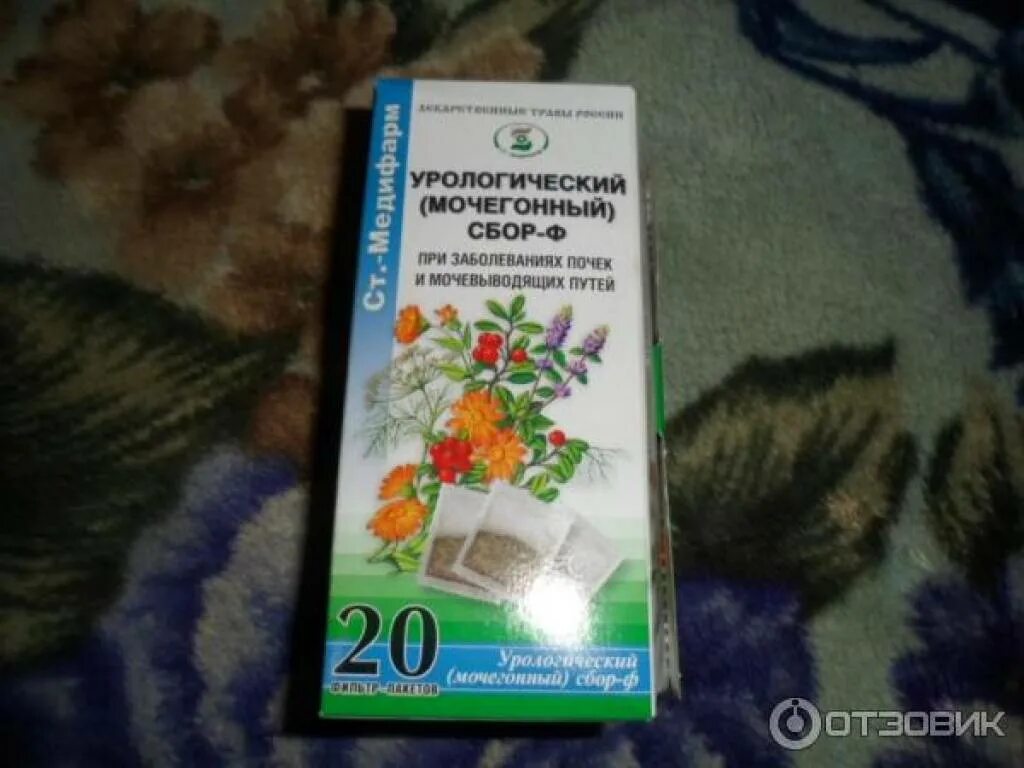 ЛЕКАРСТВЕННЫЕ ТРАВЫ РОССИИ
Ст.-Медифарм
УРОЛОГИЧЕСКИЙ
(МОЧЕГОННЫЙ)
СБОР-Ф
ПРИ ЗАБОЛЕВАНИЯХ ПОЧЕК
И МОЧЕВЫВОДЯЩИХ ПУТЕЙ
20
ФИЛЬТР-ПАКЕТОВ
Урологический
(мочегонный) сбор-ф
ОТЗОВИК